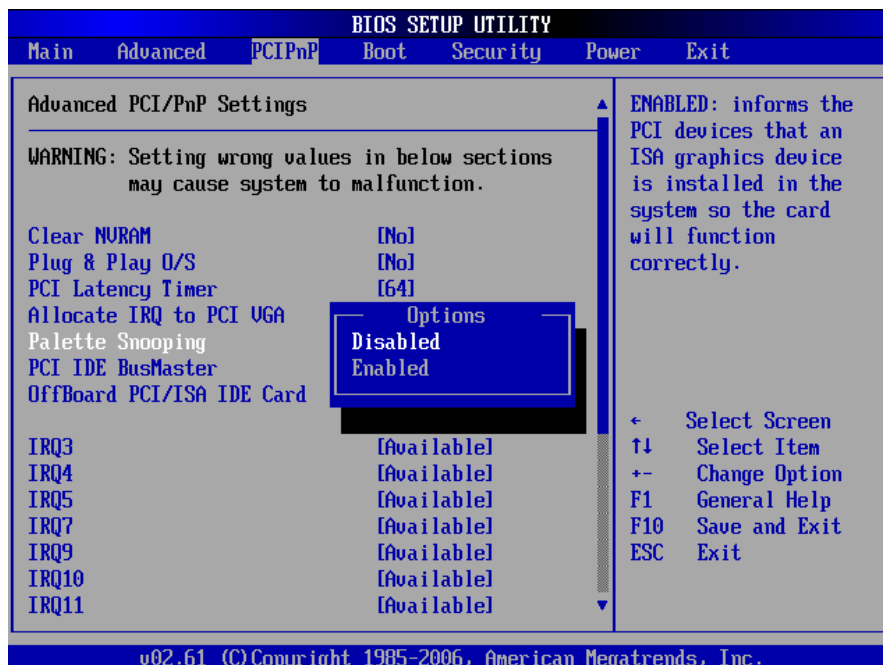 BIOS SETUP UTILITY
Main Advanced PCIPnP Boot Security Power Exit
Advanced PCI/PnP Settings
WARNING: Setting wrong values in below sections
may cause system to malfunction.
Clear NVRAM [No]
Plug & Play O/S [No]
PCI Latency Timer [64]
Allocate IRQ to PCI VGA
Palette Snooping
PCI IDE BusMaster
OffBoard PCI/ISA IDE Card
Options
Disabled
Enabled
IRQ3 [Available]
IRQ4 [Available]
IRQ5 [Available]
IRQ7 [Available]
IRQ9 [Available]
IRQ10 [Available]
IRQ11 [Available]
ENABLED: informs the
PCI devices that an
ISA graphics device
is installed in the
system so the card
will function
correctly.
← Select Screen
↑↓ Select Item
+- Change Option
F1 General Help
F10 Save and Exit
ESC Exit
v02.61 (C)Copyright 1985-2006, American Megatrends, Inc.